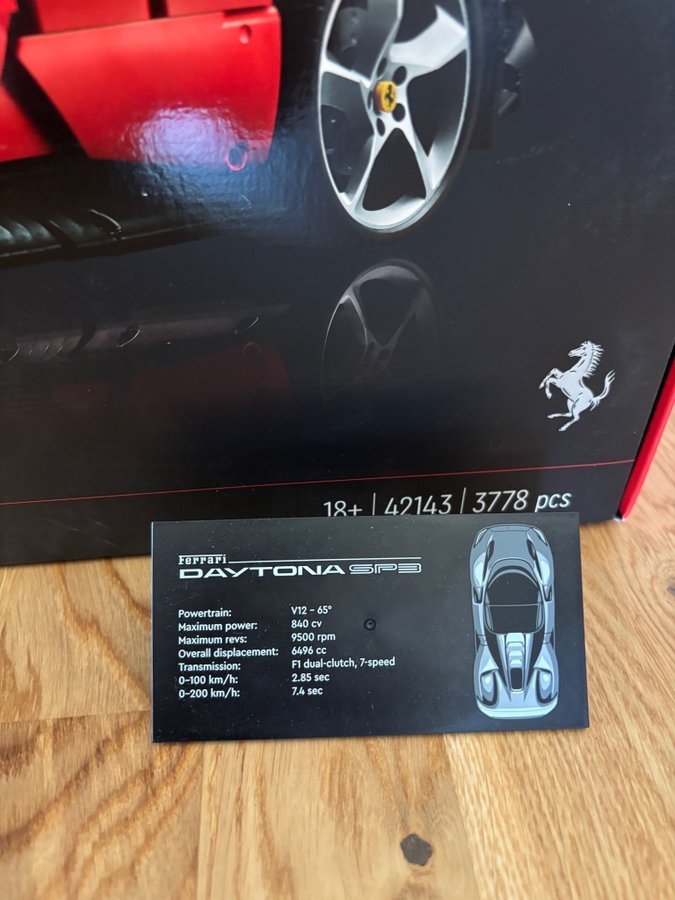 18+ | 42143 | 3778 pcs
Ferrari
DAYTONA SP3
Powertrain: V12 – 65°
Maximum power: 840 cv
Maximum revs: 9500 rpm
Overall displacement: 6496 cc
Transmission: F1 dual-clutch, 7-speed
0–100 km/h: 2.85 sec
0–200 km/h: 7.4 sec